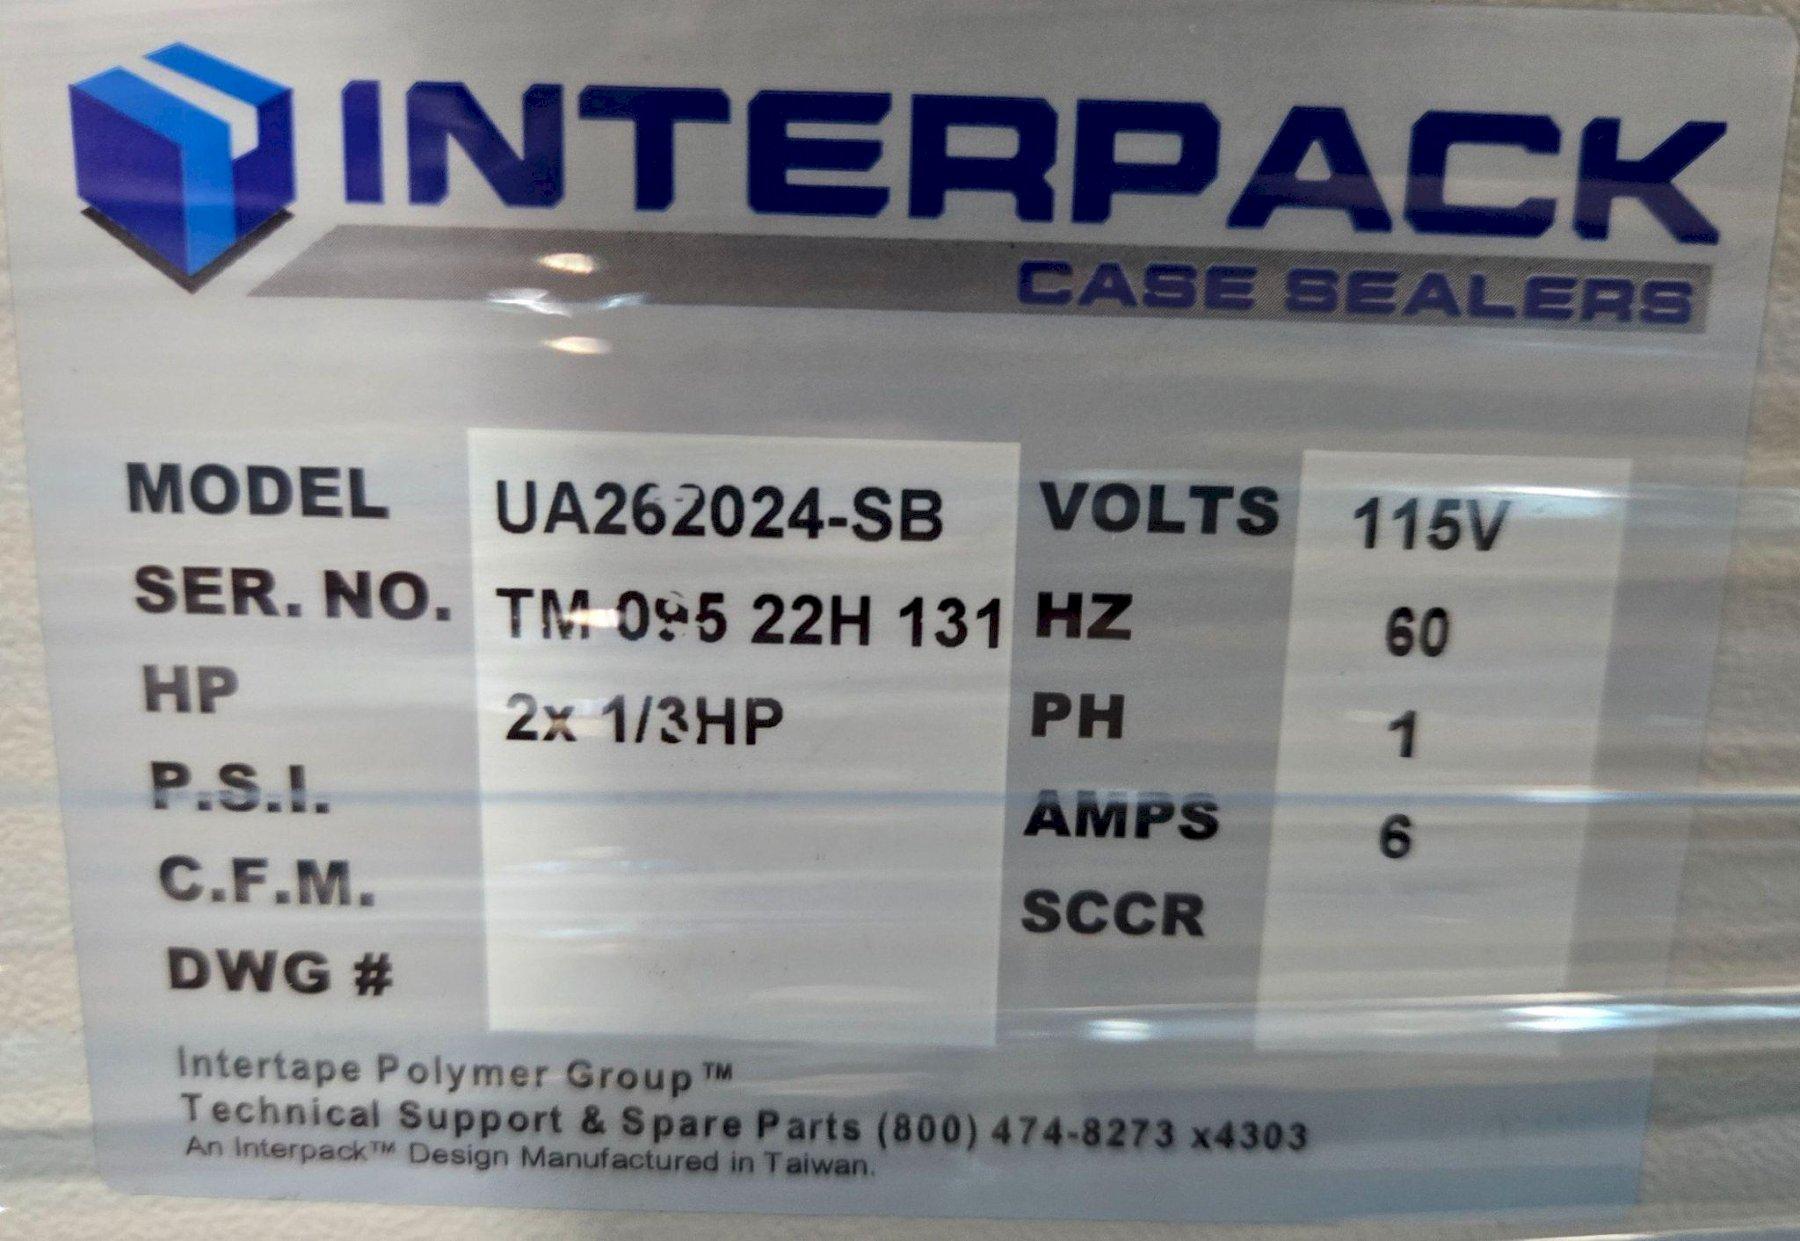 INTERPACK
CASE SEALERS
MODEL UA262024-SB VOLTS 115V
SER. NO. TM 095 22H 131 HZ 60
HP 2x 1/3HP PH 1
P.S.I. AMPS 6
C.F.M. SCCR
DWG #
Intertape Polymer Group™
Technical Support & Spare Parts (800) 474-8273 x4303
An Interpack™ Design Manufactured in Taiwan.